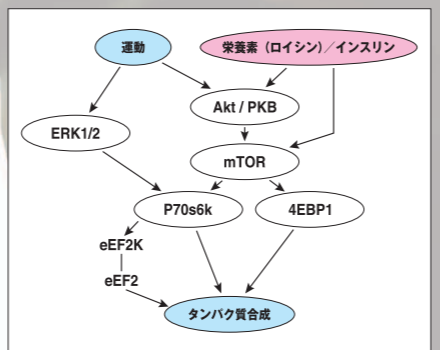 運動
栄養素（ロイシン）／インスリン
Akt / PKB
ERK1/2
mTOR
P70s6k
4EBP1
eEF2K
eEF2
タンパク質合成